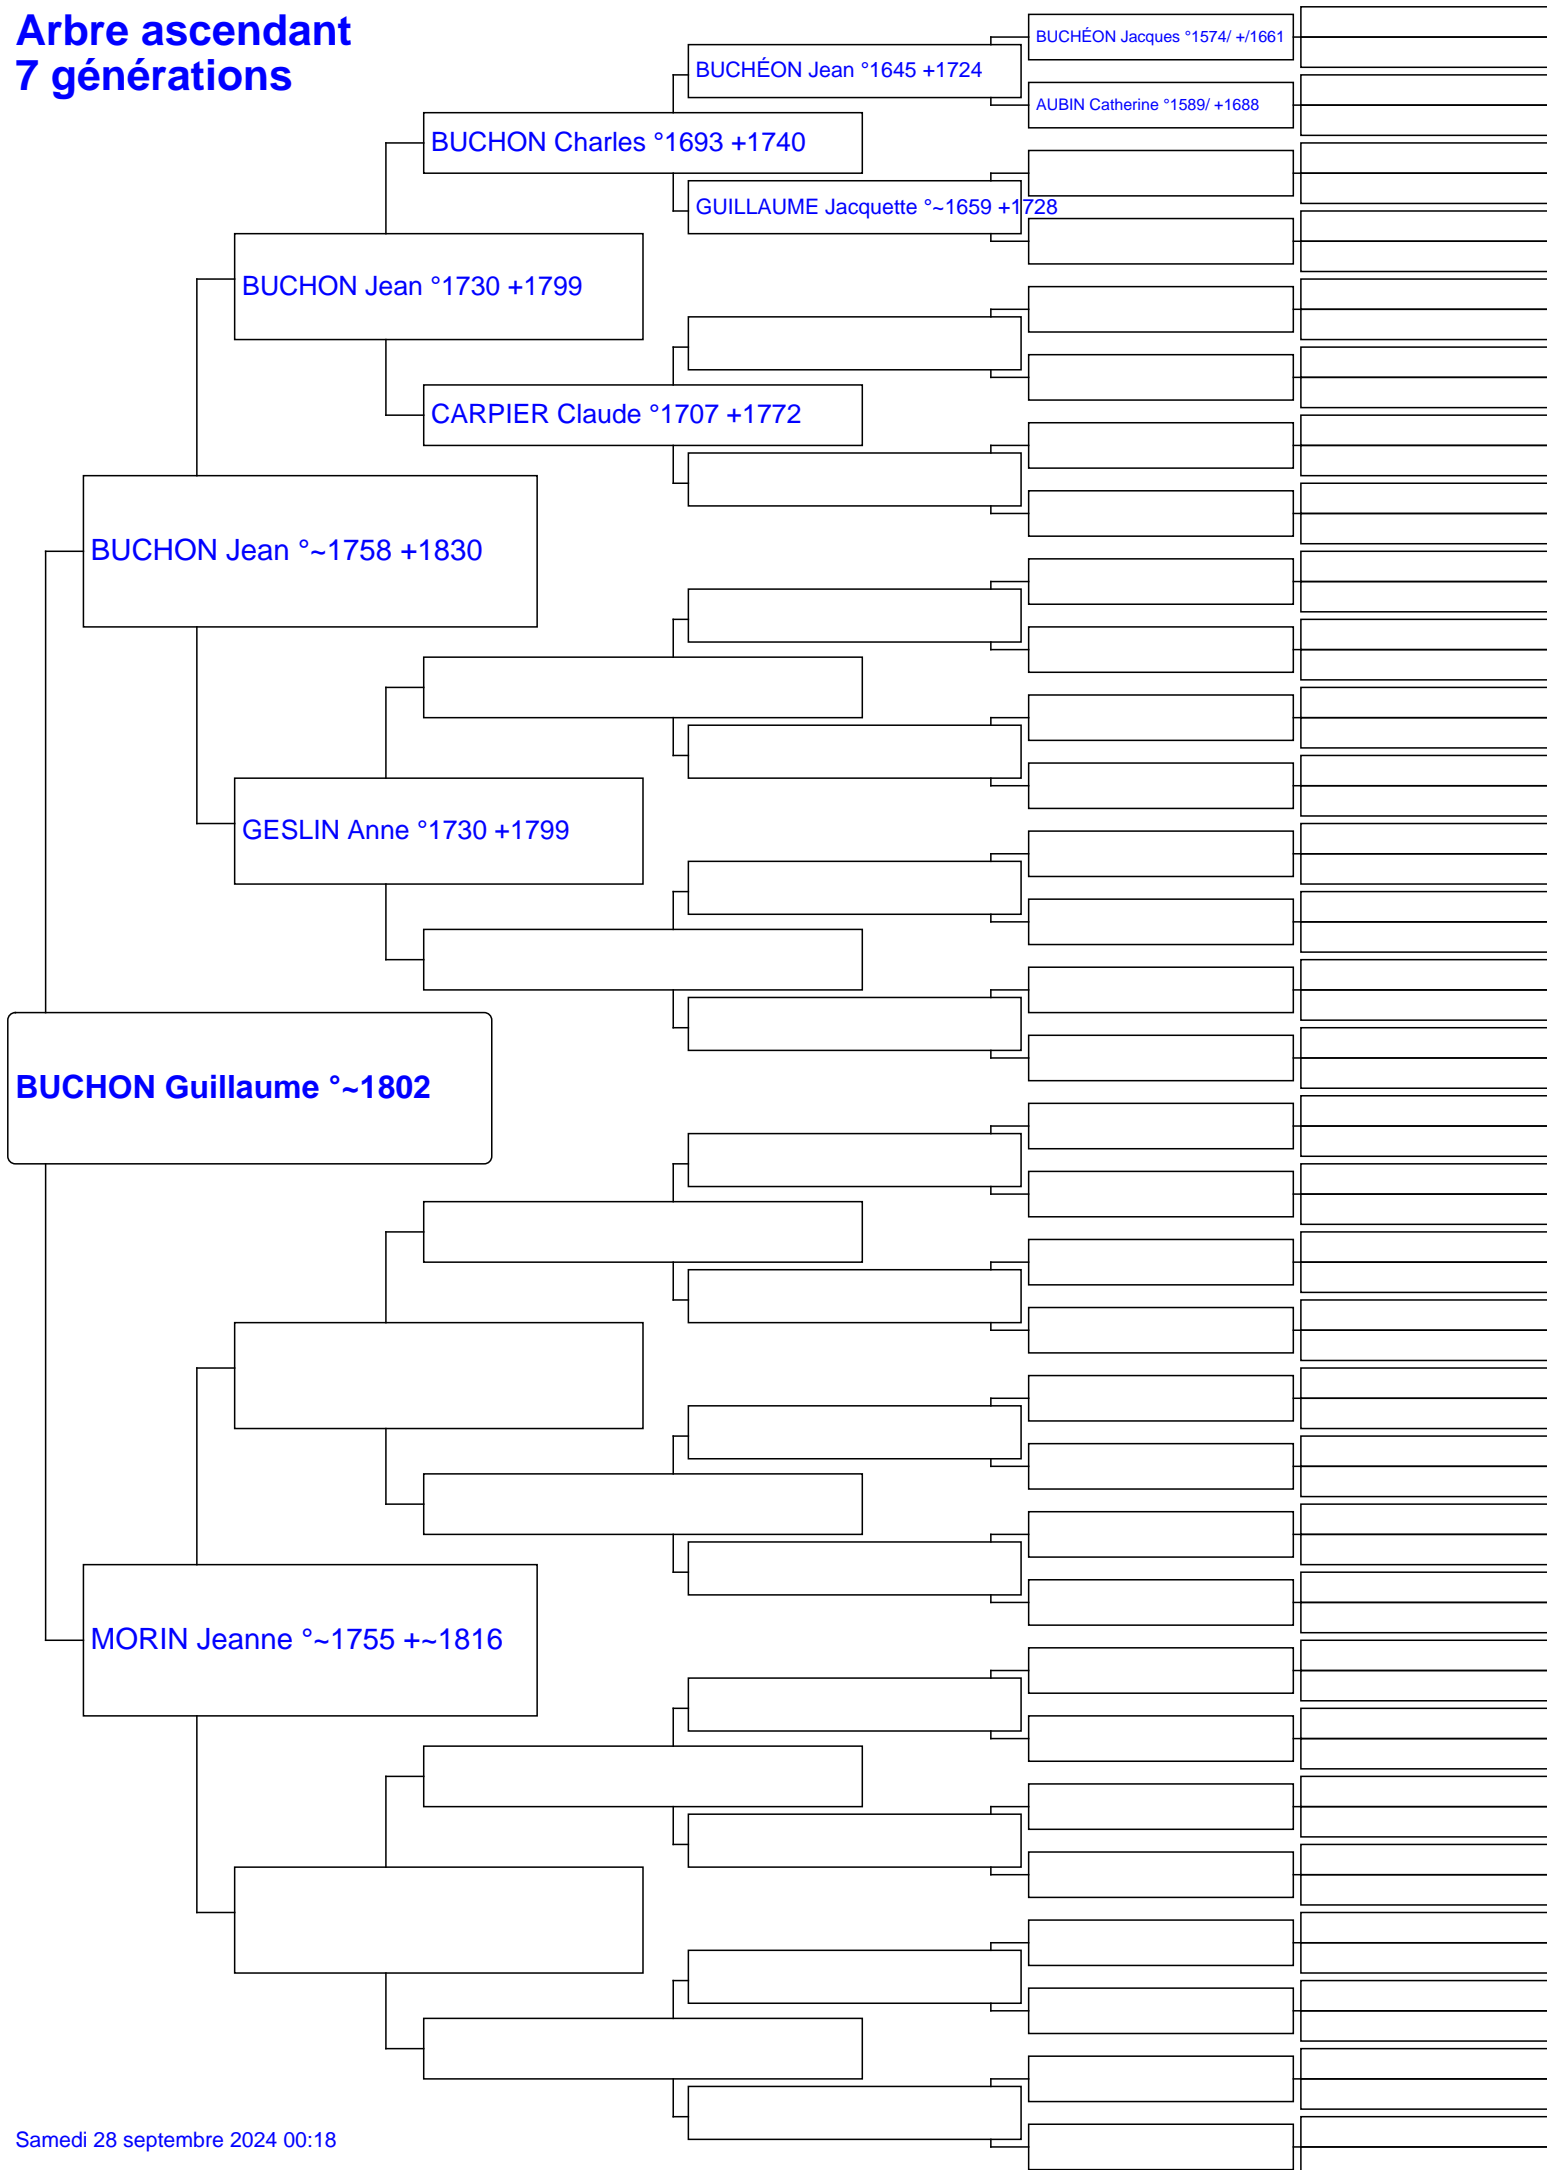 Arbre ascendant
7 générations
BUCHÉON Jacques °1574/ +/1661
BUCHÉON Jean °1645 +1724
AUBIN Catherine °1589/ +1688
BUCHON Charles °1693 +1740
GUILLAUME Jacquette °~1659 +1728
BUCHON Jean °1730 +1799
CARPIER Claude °1707 +1772
BUCHON Jean °~1758 +1830
GESLIN Anne °1730 +1799
BUCHON Guillaume °~1802
MORIN Jeanne °~1755 +~1816
Samedi 28 septembre 2024 00:18